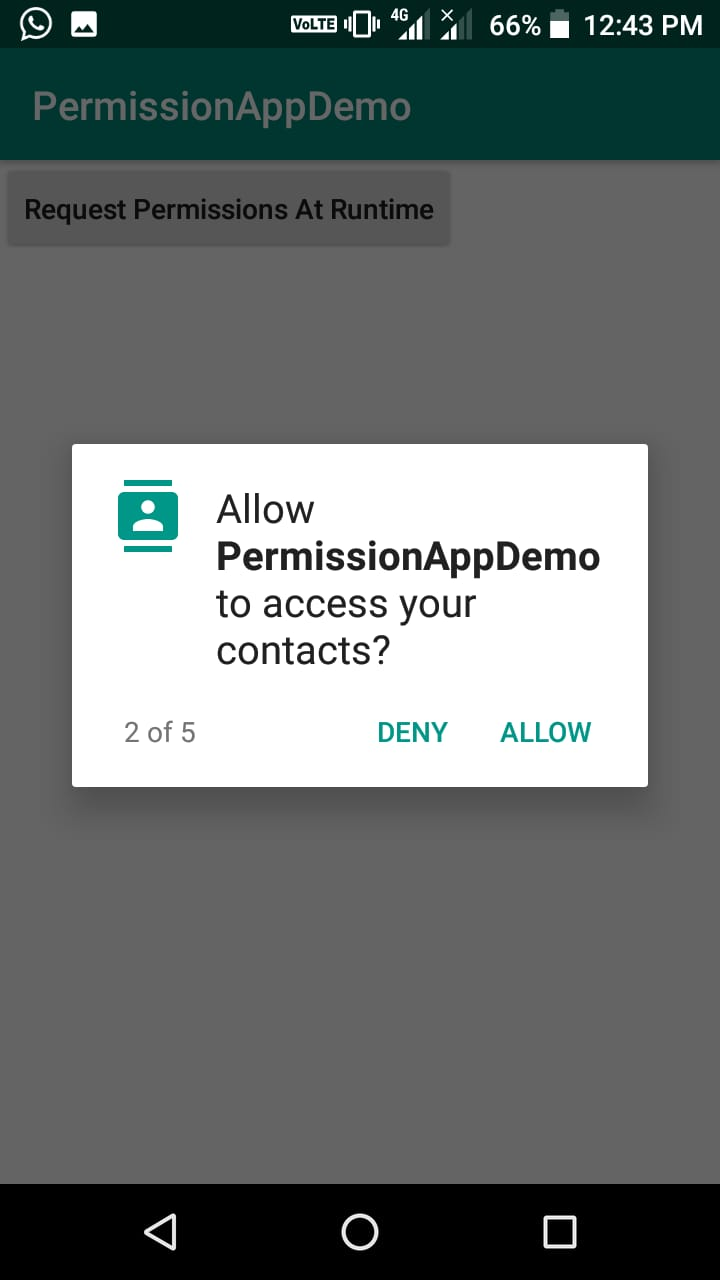 VoLTE 4G 66% 12:43 PM
PermissionAppDemo
Request Permissions At Runtime
Allow
PermissionAppDemo
to access your
contacts?
2 of 5 DENY ALLOW